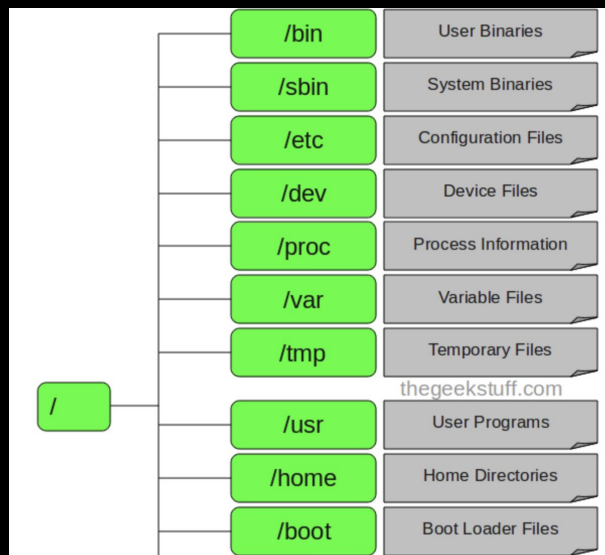 /bin User Binaries
/sbin System Binaries
/etc Configuration Files
/dev Device Files
/proc Process Information
/var Variable Files
/tmp Temporary Files
thegeekstuff.com
/
/usr User Programs
/home Home Directories
/boot Boot Loader Files